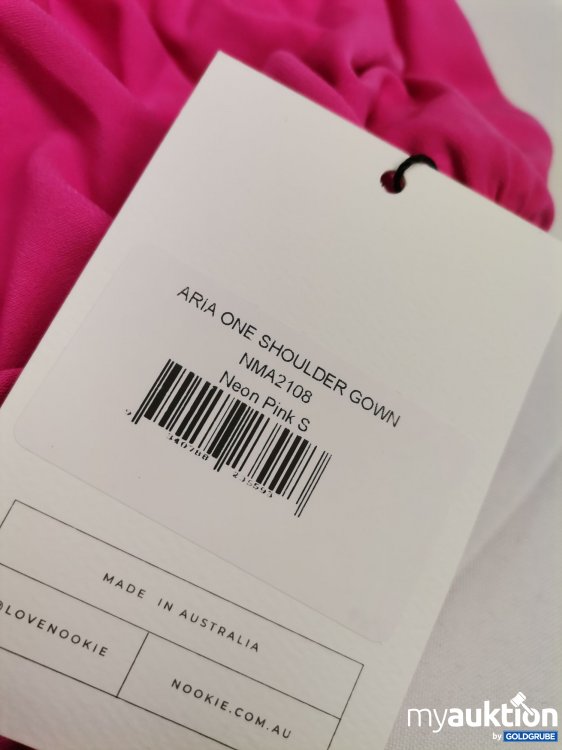 ARIA ONE SHOULDER GOWN
NMA2108
Neon Pink S
MADE IN AUSTRALIA
@LOVENOOKIE
NOOKIE.COM.AU
myauktion
by GOLDGRUBE